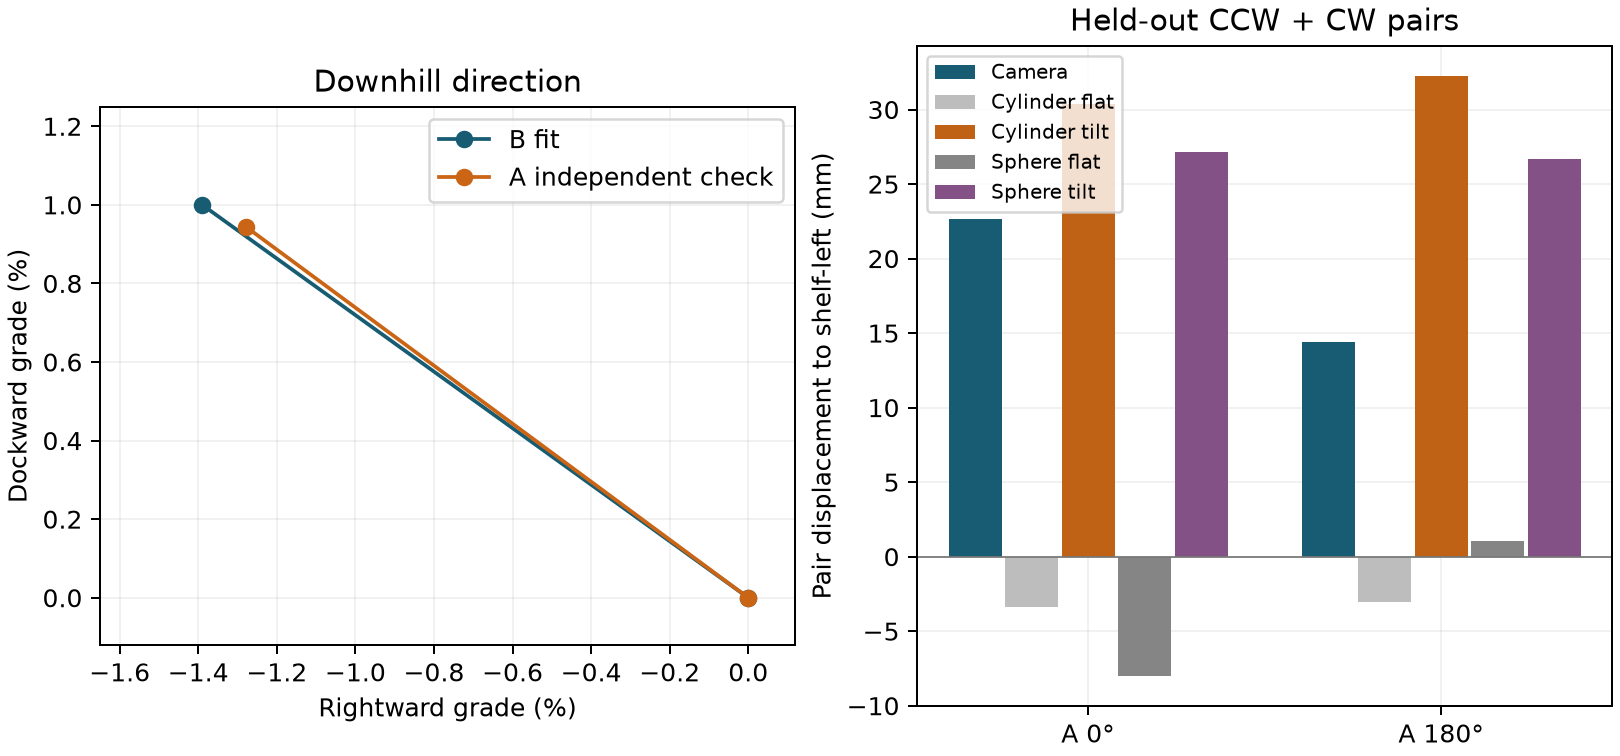 Downhill direction
B fit
A independent check
1.2
1.0
0.8
0.6
0.4
0.2
0.0
Dockward grade (%)
−1.6 −1.4 −1.2 −1.0 −0.8 −0.6 −0.4 −0.2 0.0
Rightward grade (%)
Held-out CCW + CW pairs
Camera
Cylinder flat
Cylinder tilt
Sphere flat
Sphere tilt
30
25
20
15
10
5
0
−5
−10
Pair displacement to shelf-left (mm)
A 0° A 180°